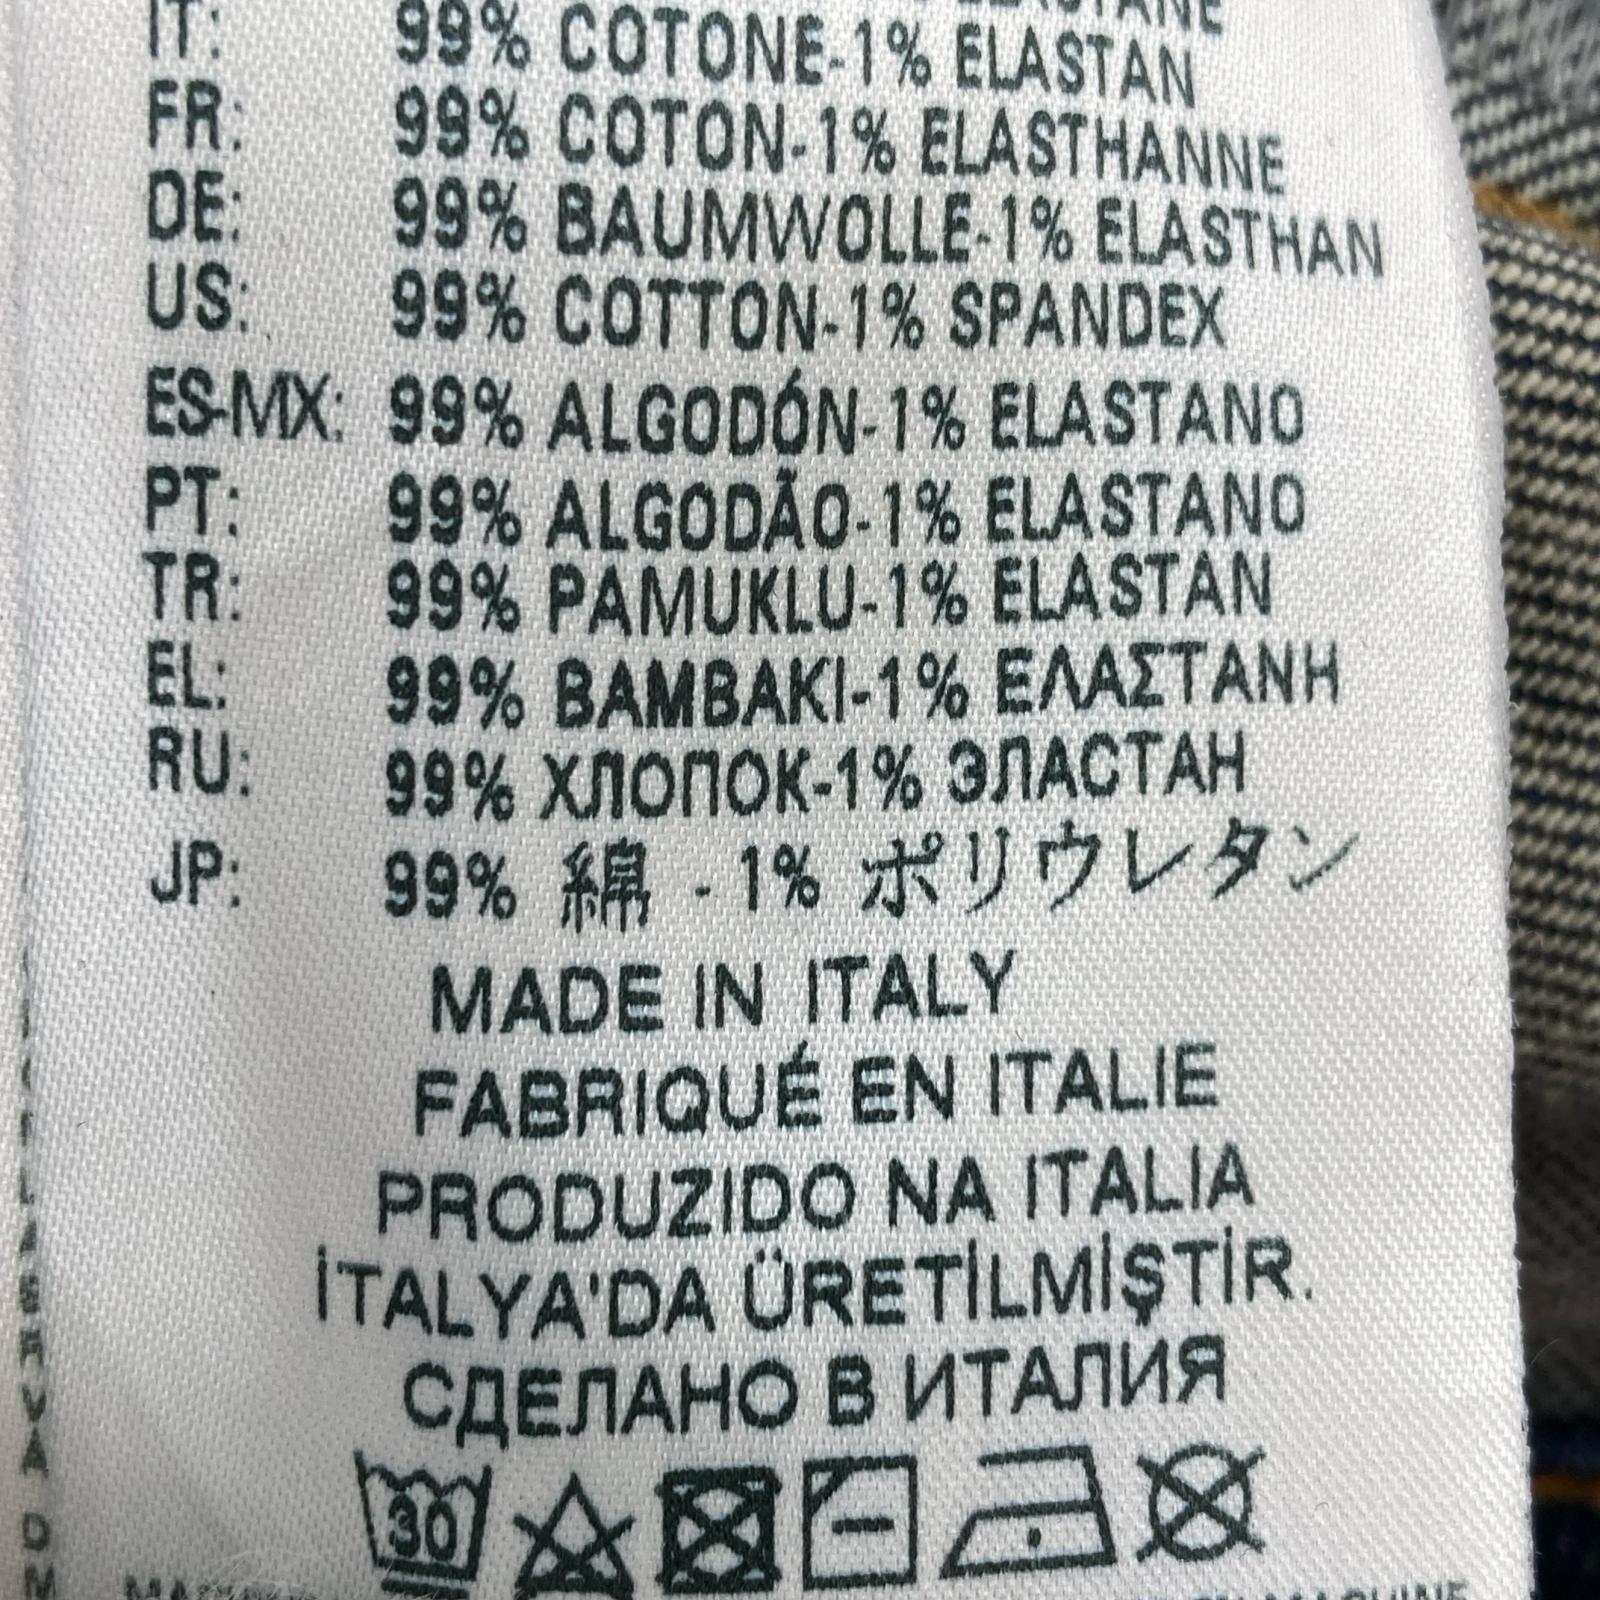 ELASTANE
IT: 99% COTONE-1% ELASTAN
FR: 99% COTON-1% ELASTHANNE
DE: 99% BAUMWOLLE-1% ELASTHAN
US: 99% COTTON-1% SPANDEX
ES-MX: 99% ALGODÓN-1% ELASTANO
PT: 99% ALGODÃO-1% ELASTANO
TR: 99% PAMUKLU-1% ELASTAN
EL: 99% ΒΑΜΒΑΚΙ-1% ΕΛΑΣΤΑΝΗ
RU: 99% ХЛОПОК-1% ЭЛАСТАН
JP: 99% 綿 - 1% ポリウレタン
MADE IN ITALY
FABRIQUÉ EN ITALIE
PRODUZIDO NA ITALIA
İTALYA'DA ÜRETİLMİŞTİR.
СДЕЛАНО В ИТАЛИЯ
30
MACHINE